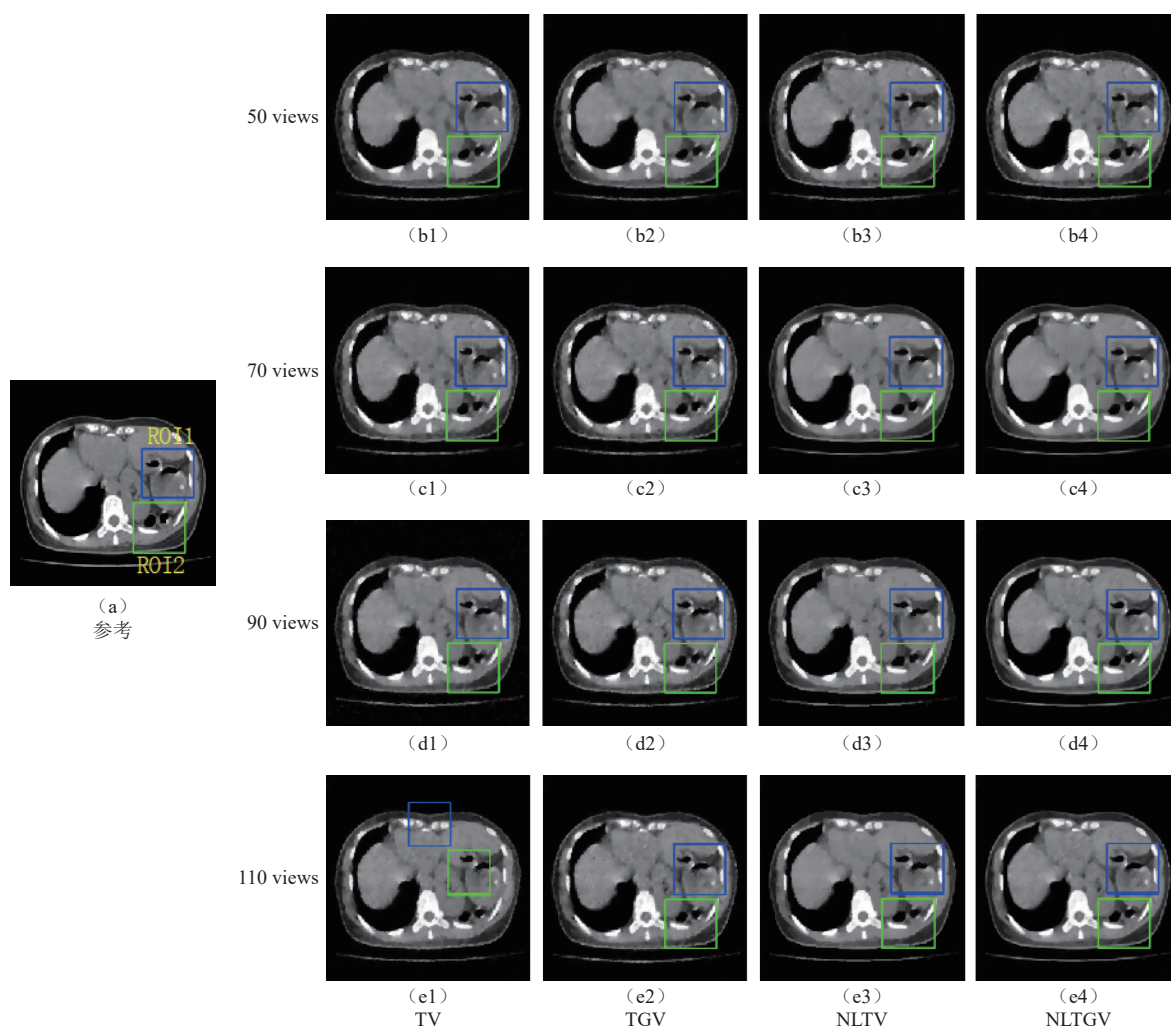 50 views
（b1）
（b2）
（b3）
（b4）
70 views
（c1）
（c2）
（c3）
（c4）
ROI1
ROI2
（a）
参考
90 views
（d1）
（d2）
（d3）
（d4）
110 views
（e1）
（e2）
（e3）
（e4）
TV
TGV
NLTV
NLTGV